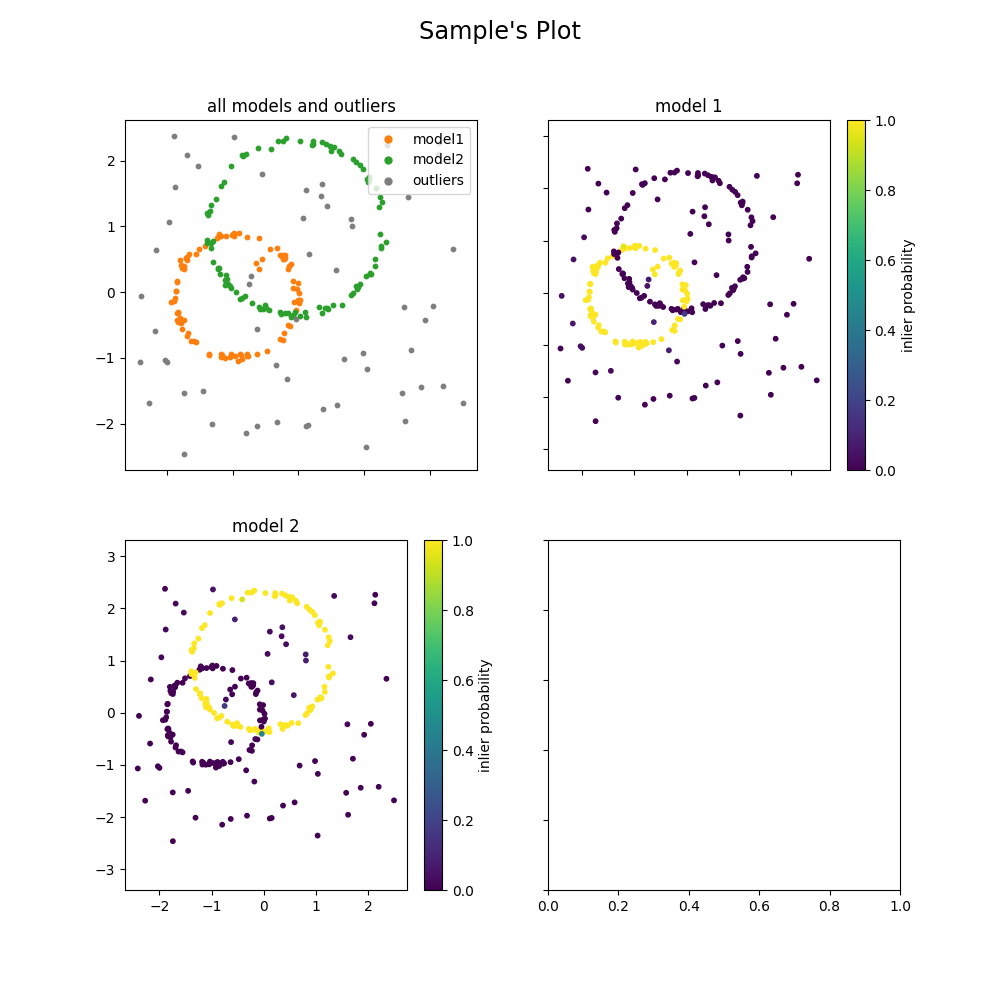 Sample's Plot
all models and outliers
model1
model2
outliers
2
1
0
−1
−2
model 1
1.0
0.8
0.6
0.4
0.2
0.0
inlier probability
model 2
3
2
1
0
−1
−2
−3
−2 −1 0 1 2
1.0
0.8
0.6
0.4
0.2
0.0
inlier probability
0.0 0.2 0.4 0.6 0.8 1.0